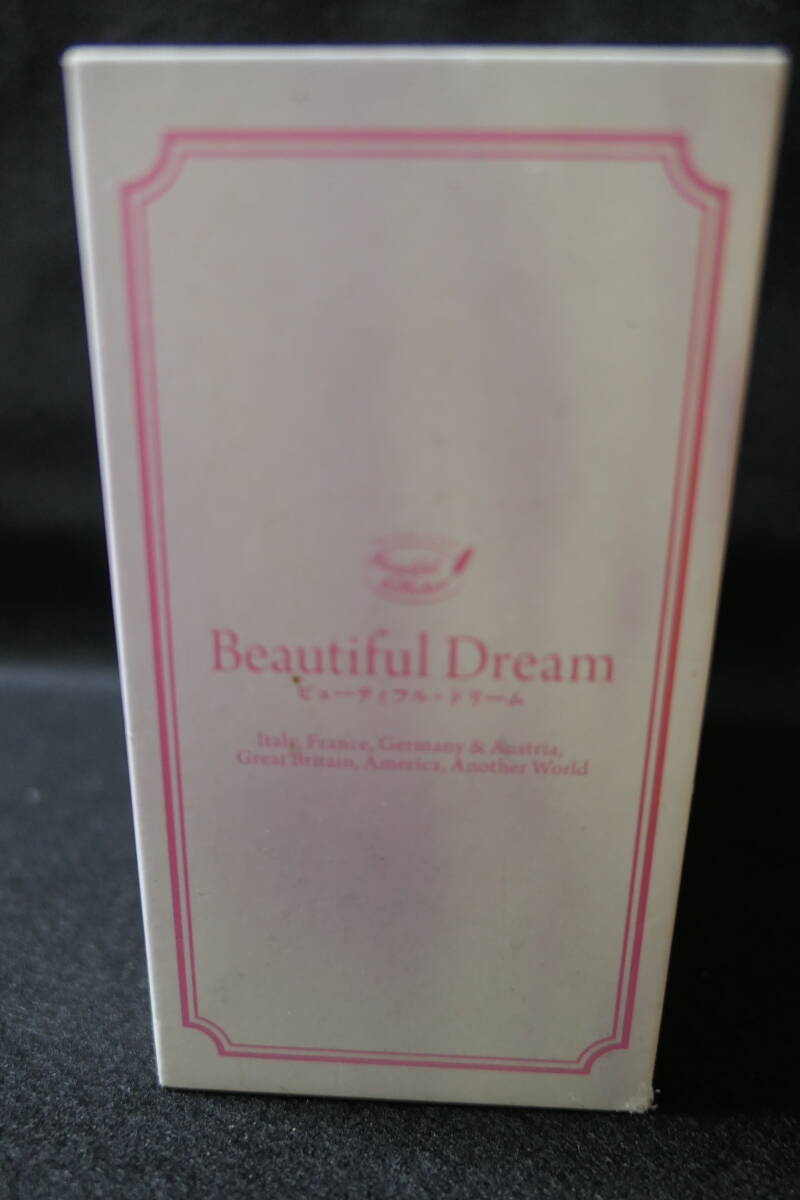 Beautiful Dream
ビューティフル・ドリーム
Italy, France, Germany & Austria,
Great Britain, America, Another World